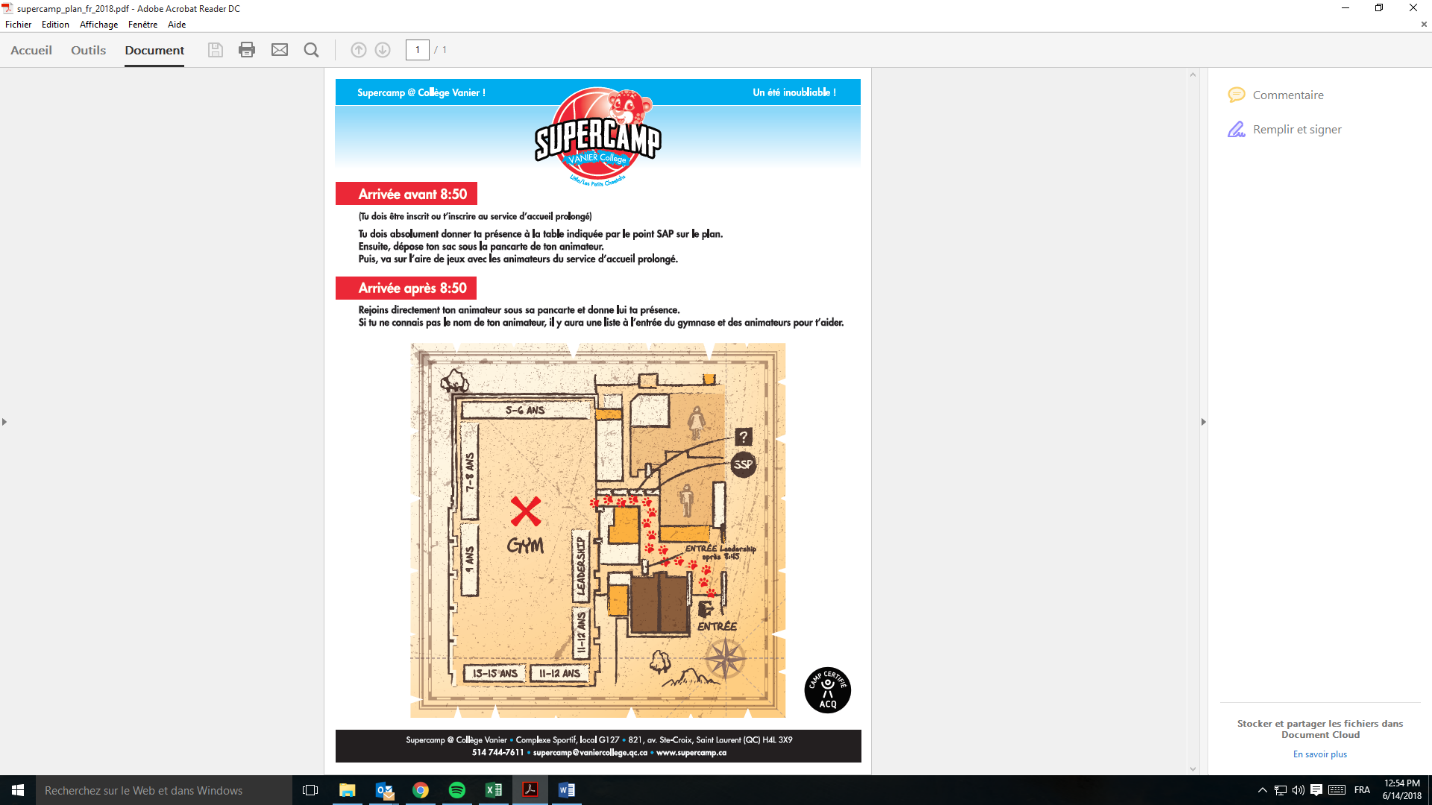 supercamp_plan_fr_2018.pdf - Adobe Acrobat Reader DC
Fichier Edition Affichage Fenêtre Aide
Accueil Outils Document 1 / 1
Supercamp @ Collège Vanier !
Un été inoubliable !
SUPERCAMP
VANIER College
Little/Les Petits Cheetahs
Arrivée avant 8:50
(Tu dois être inscrit ou t'inscrire au service d'accueil prolongé)
Tu dois absolument donner ta présence à la table indiquée par le point SAP sur le plan.
Ensuite, dépose ton sac sous la pancarte de ton animateur.
Puis, va sur l'aire de jeux avec les animateurs du service d'accueil prolongé.
Arrivée après 8:50
Rejoins directement ton animateur sous sa pancarte et donne lui ta présence.
Si tu ne connais pas le nom de ton animateur, il y aura une liste à l'entrée du gymnase et des animateurs pour t'aider.
5-6 ANS
7-8 ANS
?
SSP
GYM
9 ANS
LEADERSHIP
ENTRÉE Leadership
après 8:45
11-12 ANS
ENTRÉE
13-15 ANS
11-12 ANS
CAMP CERTIFIÉ
ACQ
Supercamp @ Collège Vanier • Complexe Sportif, local G127 • 821, av. Ste-Croix, Saint Laurent (QC) H4L 3X9
514 744-7611 • supercamp@vaniercollege.qc.ca • www.supercamp.ca
Commentaire
Remplir et signer
Stocker et partager les fichiers dans
Document Cloud
En savoir plus
Recherchez sur le Web et dans Windows
FRA
12:54 PM
6/14/2018